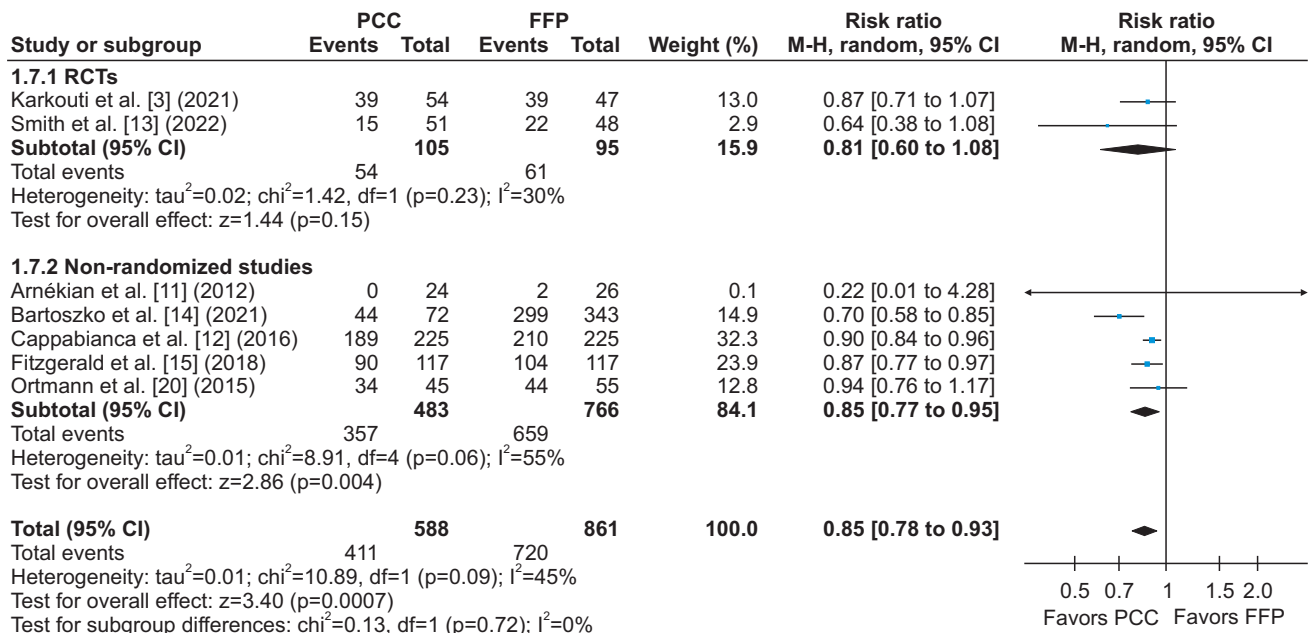 PCC FFP Risk ratio Risk ratio
Study or subgroup Events Total Events Total Weight (%) M-H, random, 95% CI M-H, random, 95% CI
1.7.1 RCTs
Karkouti et al. [3] (2021) 39 54 39 47 13.0 0.87 [0.71 to 1.07]
Smith et al. [13] (2022) 15 51 22 48 2.9 0.64 [0.38 to 1.08]
Subtotal (95% CI) 105 95 15.9 0.81 [0.60 to 1.08]
Total events 54 61
Heterogeneity: tau²=0.02; chi²=1.42, df=1 (p=0.23); I²=30%
Test for overall effect: z=1.44 (p=0.15)
1.7.2 Non-randomized studies
Arnékian et al. [11] (2012) 0 24 2 26 0.1 0.22 [0.01 to 4.28]
Bartoszko et al. [14] (2021) 44 72 299 343 14.9 0.70 [0.58 to 0.85]
Cappabianca et al. [12] (2016) 189 225 210 225 32.3 0.90 [0.84 to 0.96]
Fitzgerald et al. [15] (2018) 90 117 104 117 23.9 0.87 [0.77 to 0.97]
Ortmann et al. [20] (2015) 34 45 44 55 12.8 0.94 [0.76 to 1.17]
Subtotal (95% CI) 483 766 84.1 0.85 [0.77 to 0.95]
Total events 357 659
Heterogeneity: tau²=0.01; chi²=8.91, df=4 (p=0.06); I²=55%
Test for overall effect: z=2.86 (p=0.004)
Total (95% CI) 588 861 100.0 0.85 [0.78 to 0.93]
Total events 411 720
Heterogeneity: tau²=0.01; chi²=10.89, df=1 (p=0.09); I²=45%
Test for overall effect: z=3.40 (p=0.0007)
Test for subgroup differences: chi²=0.13, df=1 (p=0.72); I²=0%
0.5 0.7 1 1.5 2.0
Favors PCC Favors FFP